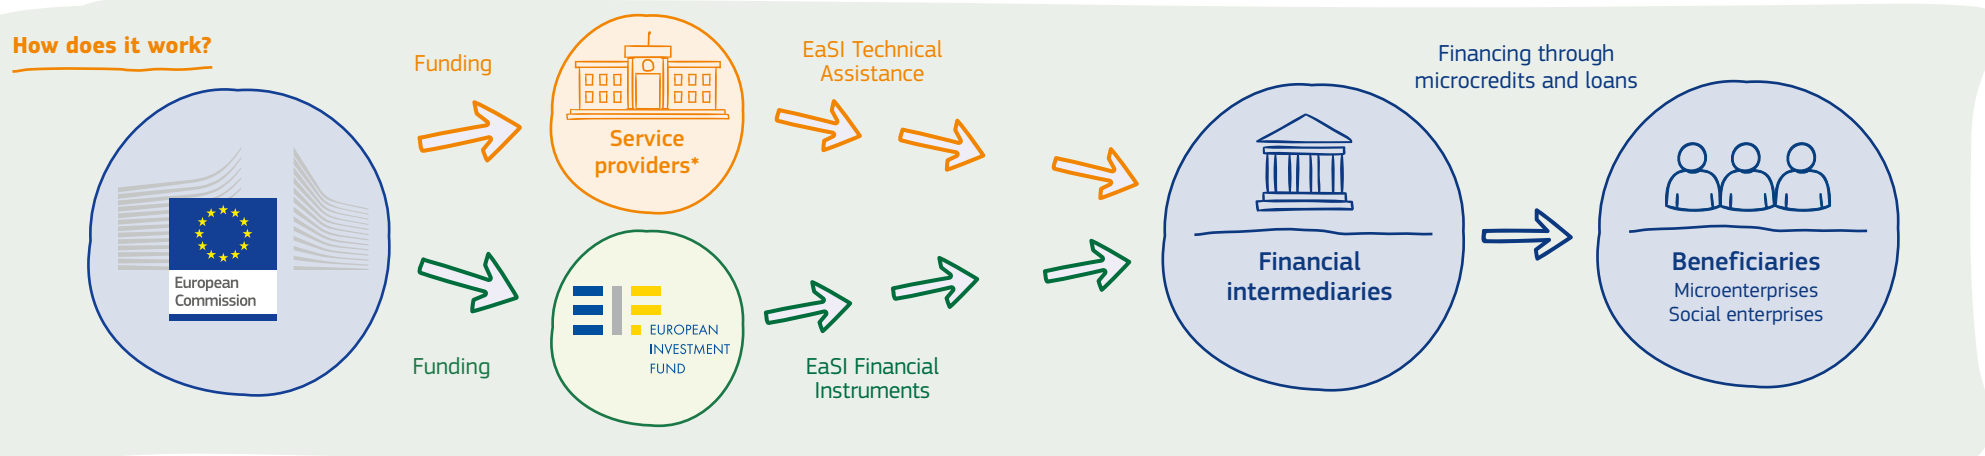 How does it work?
European
Commission
Funding
Service
providers*
EaSI Technical
Assistance
Funding
EUROPEAN
INVESTMENT
FUND
EaSI Financial
Instruments
Financial
intermediaries
Financing through
microcredits and loans
Beneficiaries
Microenterprises
Social enterprises